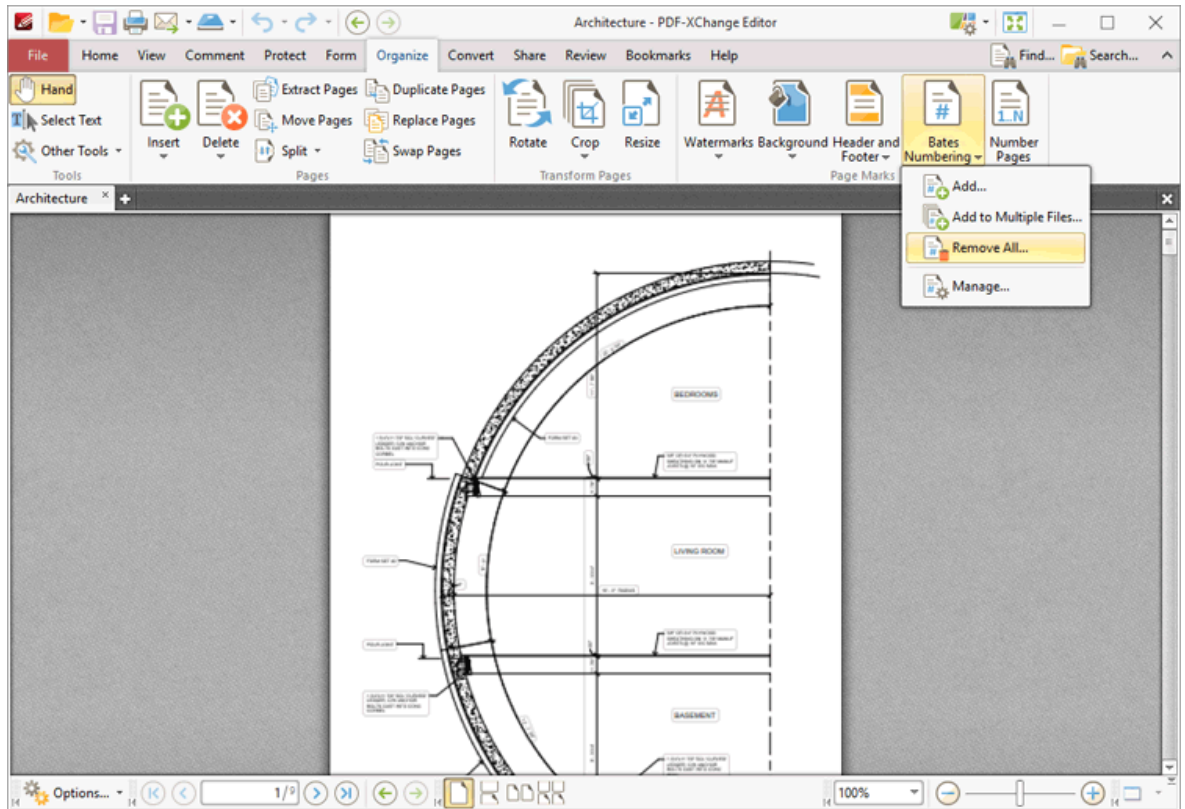 Architecture - PDF-XChange Editor
File Home View Comment Protect Form Organize Convert Share Review Bookmarks Help Find... Search...
Hand
Select Text
Other Tools
Tools
Insert
Delete
Extract Pages
Move Pages
Split
Duplicate Pages
Replace Pages
Swap Pages
Pages
Rotate
Crop
Resize
Transform Pages
Watermarks
Background
Header and
Footer
Bates
Numbering
1..N
Number
Pages
Page Marks
Architecture
Add...
Add to Multiple Files...
Remove All...
Manage...
BEDROOMS
LIVING ROOM
BASEMENT
Options...
1/9
100%